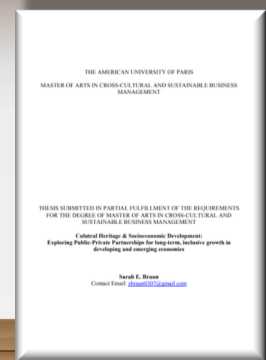 THE AMERICAN UNIVERSITY OF PARIS
MASTER OF ARTS IN CROSS-CULTURAL AND SUSTAINABLE BUSINESS
MANAGEMENT
THESIS SUBMITTED IN PARTIAL FULFILLMENT OF THE REQUIREMENTS
FOR THE DEGREE OF MASTER OF ARTS IN CROSS-CULTURAL AND
SUSTAINABLE BUSINESS MANAGEMENT
Culutral Heritage & Socioeconomic Development:
Exploring Public-Private Partnerships for long-term, inclusive growth in
developing and emerging economies
Sarah E. Braun
Contact Email: